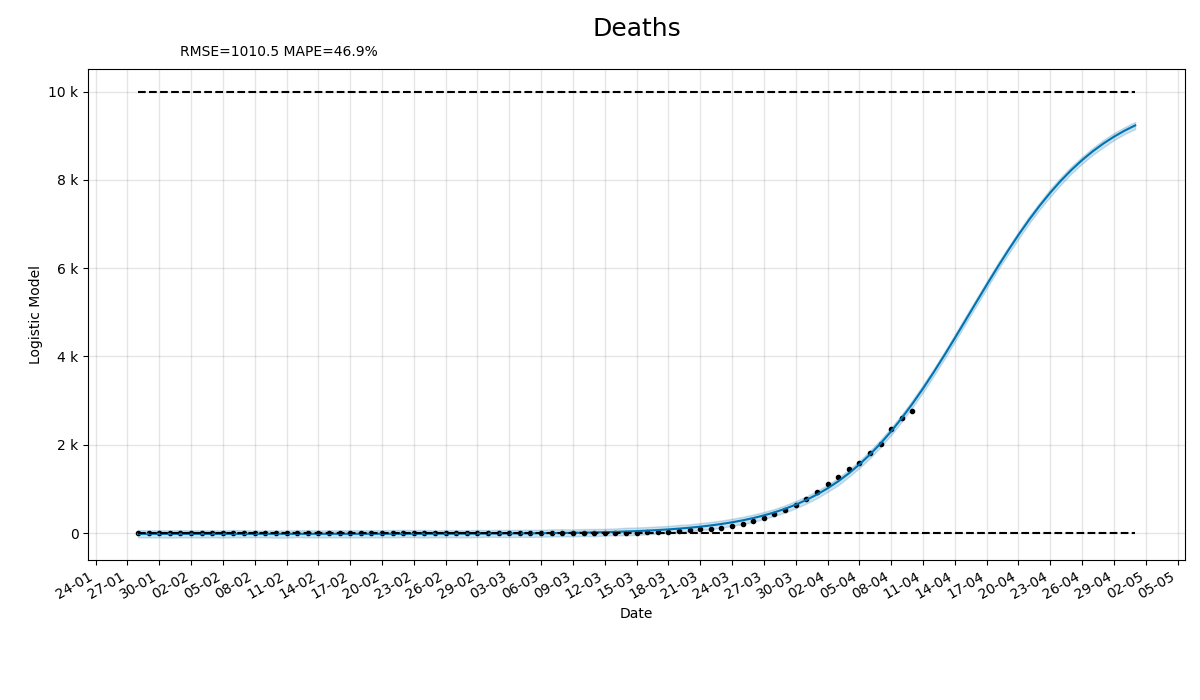 Deaths
RMSE=1010.5 MAPE=46.9%
10 k
8 k
6 k
4 k
2 k
0
Logistic Model
24-01 27-01 30-01 02-02 05-02 08-02 11-02 14-02 17-02 20-02 23-02 26-02 29-02 03-03 06-03 09-03 12-03 15-03 18-03 21-03 24-03 27-03 30-03 02-04 05-04 08-04 11-04 14-04 17-04 20-04 23-04 26-04 29-04 02-05 05-05
Date